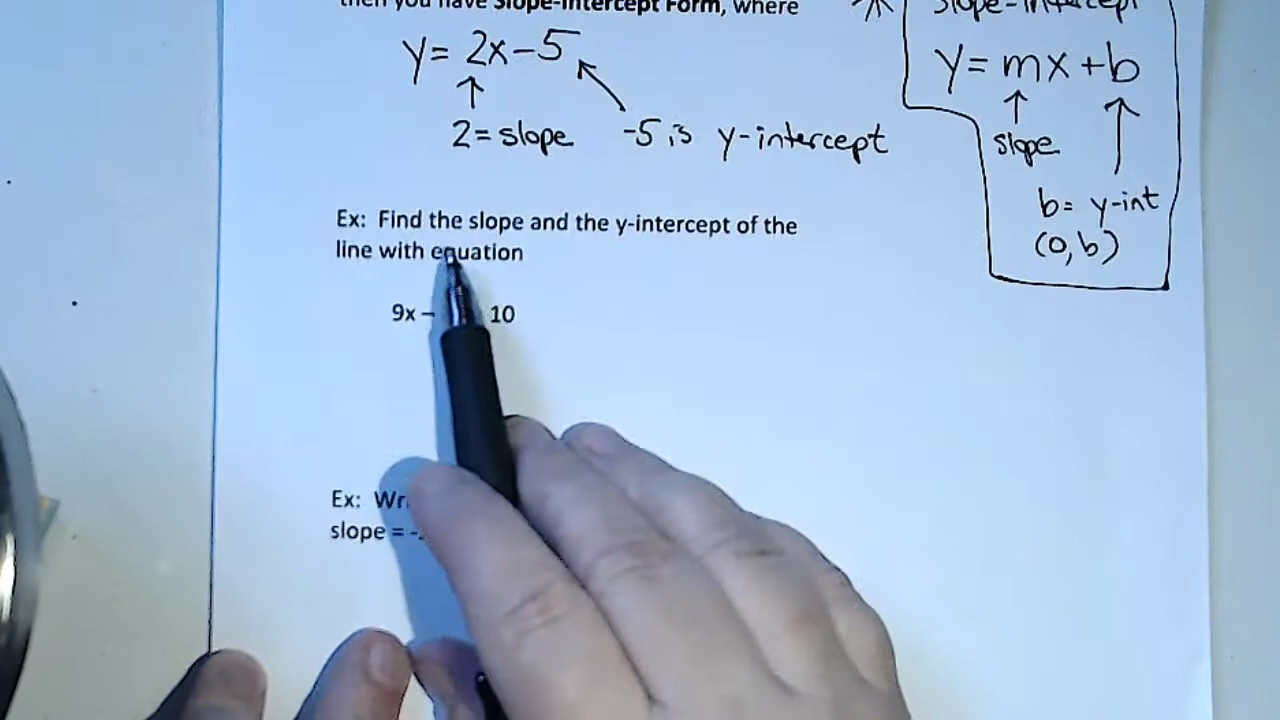 then you have Slope-Intercept Form, where
y = 2x - 5
2 = slope -5 is y-intercept
Slope-Intercept
y = mx + b
slope
b = y-int
(0, b)
Ex: Find the slope and the y-intercept of the
line with equation
9x – 10
Ex:
slope = -